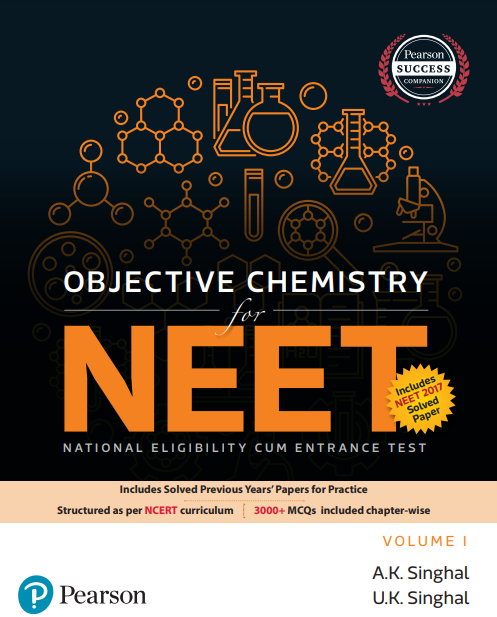 Pearson
SUCCESS
COMPANION
OBJECTIVE CHEMISTRY
for
NEET
Includes
NEET 2017
Solved
Paper
NATIONAL ELIGIBILITY CUM ENTRANCE TEST
Includes Solved Previous Years' Papers for Practice
Structured as per NCERT curriculum
3000+ MCQs included chapter-wise
VOLUME I
A.K. Singhal
U.K. Singhal
P Pearson